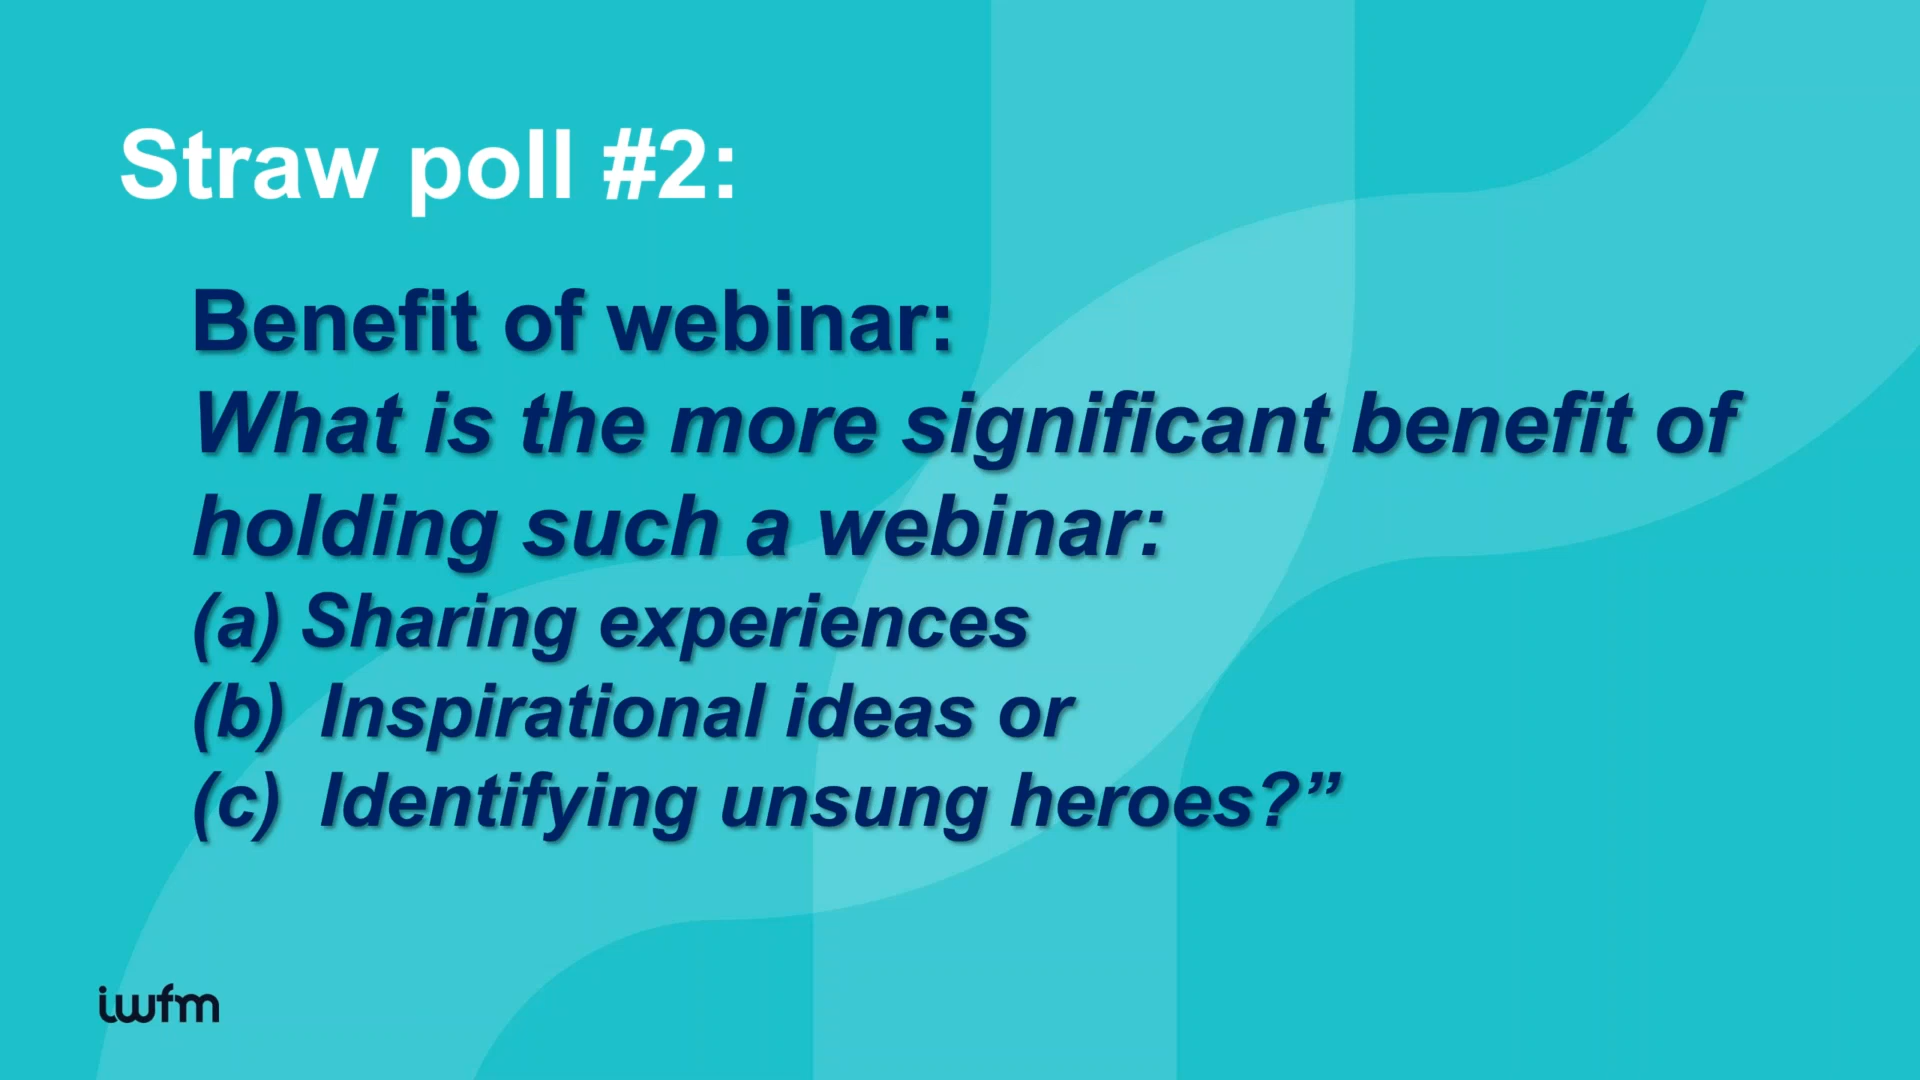 Straw poll #2:
Benefit of webinar:
What is the more significant benefit of
holding such a webinar:
(a) Sharing experiences
(b) Inspirational ideas or
(c) Identifying unsung heroes?”
iwfm